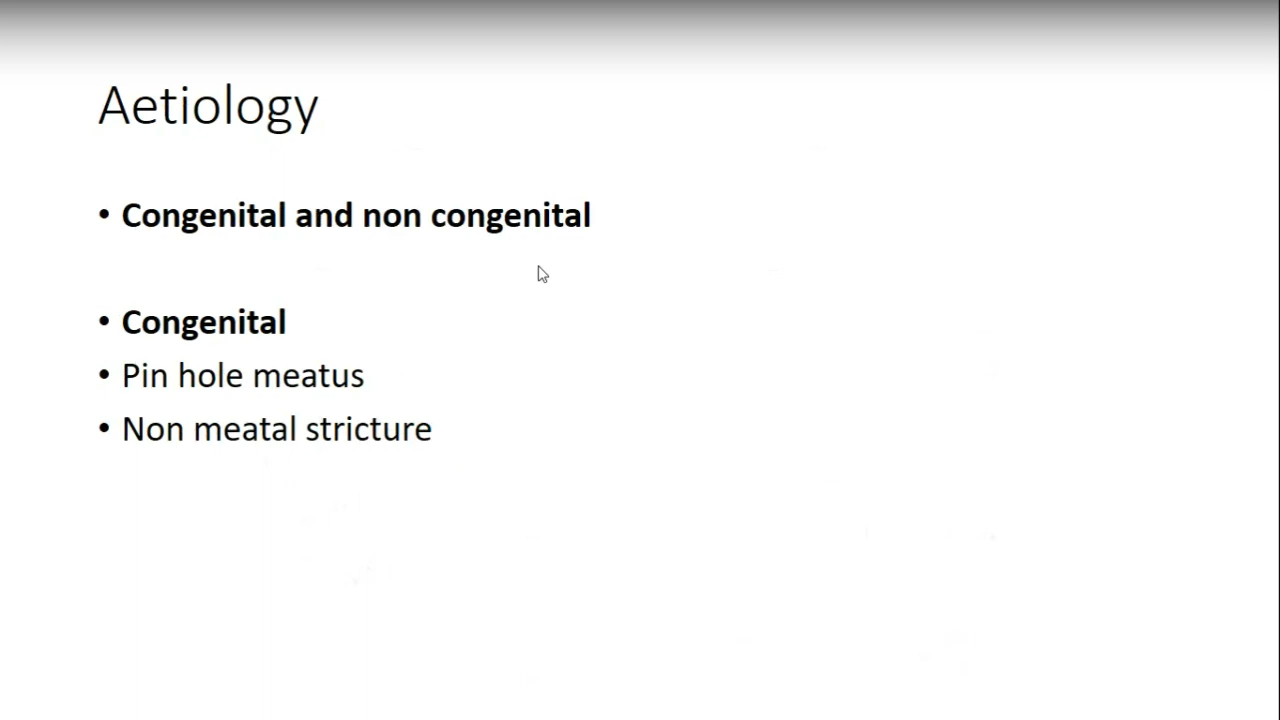 Aetiology
• Congenital and non congenital
• Congenital
• Pin hole meatus
• Non meatal stricture